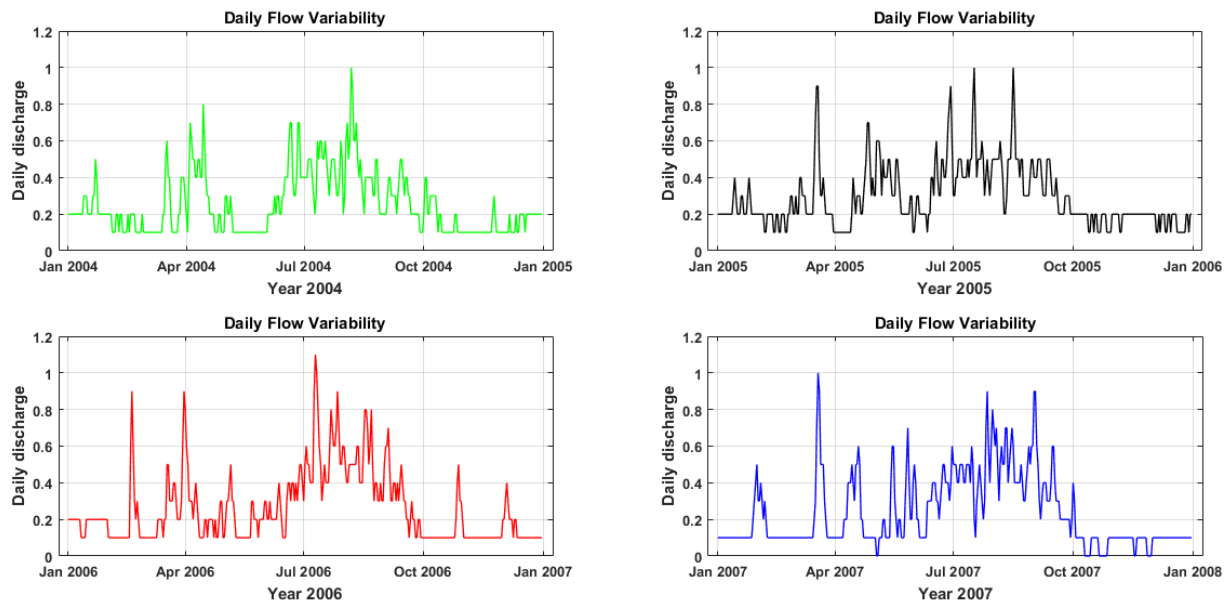 Daily Flow Variability
1.2
1
0.8
0.6
0.4
0.2
0
Daily discharge
Jan 2004 Apr 2004 Jul 2004 Oct 2004 Jan 2005
Year 2004
Daily Flow Variability
1.2
1
0.8
0.6
0.4
0.2
0
Daily discharge
Jan 2005 Apr 2005 Jul 2005 Oct 2005 Jan 2006
Year 2005
Daily Flow Variability
1.2
1
0.8
0.6
0.4
0.2
0
Daily discharge
Jan 2006 Apr 2006 Jul 2006 Oct 2006 Jan 2007
Year 2006
Daily Flow Variability
1.2
1
0.8
0.6
0.4
0.2
0
Daily discharge
Jan 2007 Apr 2007 Jul 2007 Oct 2007 Jan 2008
Year 2007